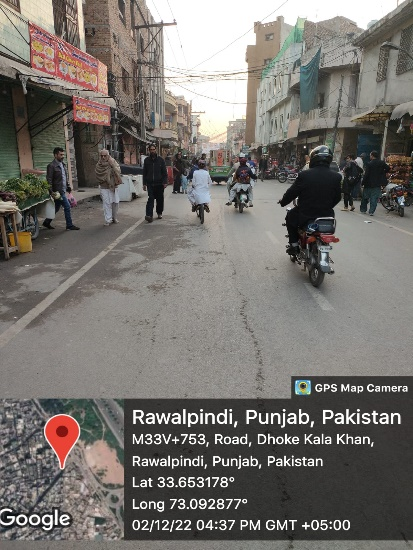 GPS Map Camera
Rawalpindi, Punjab, Pakistan
M33V+753, Road, Dhoke Kala Khan,
Rawalpindi, Punjab, Pakistan
Lat 33.653178°
Long 73.092877°
02/12/22 04:37 PM GMT +05:00
Google